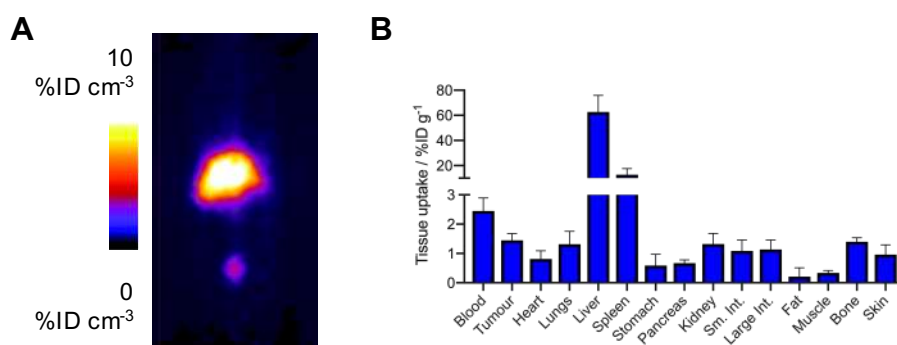 A
10
%ID cm-3
0
%ID cm-3
B
Tissue uptake / %ID g-1
80
60
40
20
3
2
1
0
Blood
Tumour
Heart
Lungs
Liver
Spleen
Stomach
Pancreas
Kidney
Sm. Int.
Large Int.
Fat
Muscle
Bone
Skin